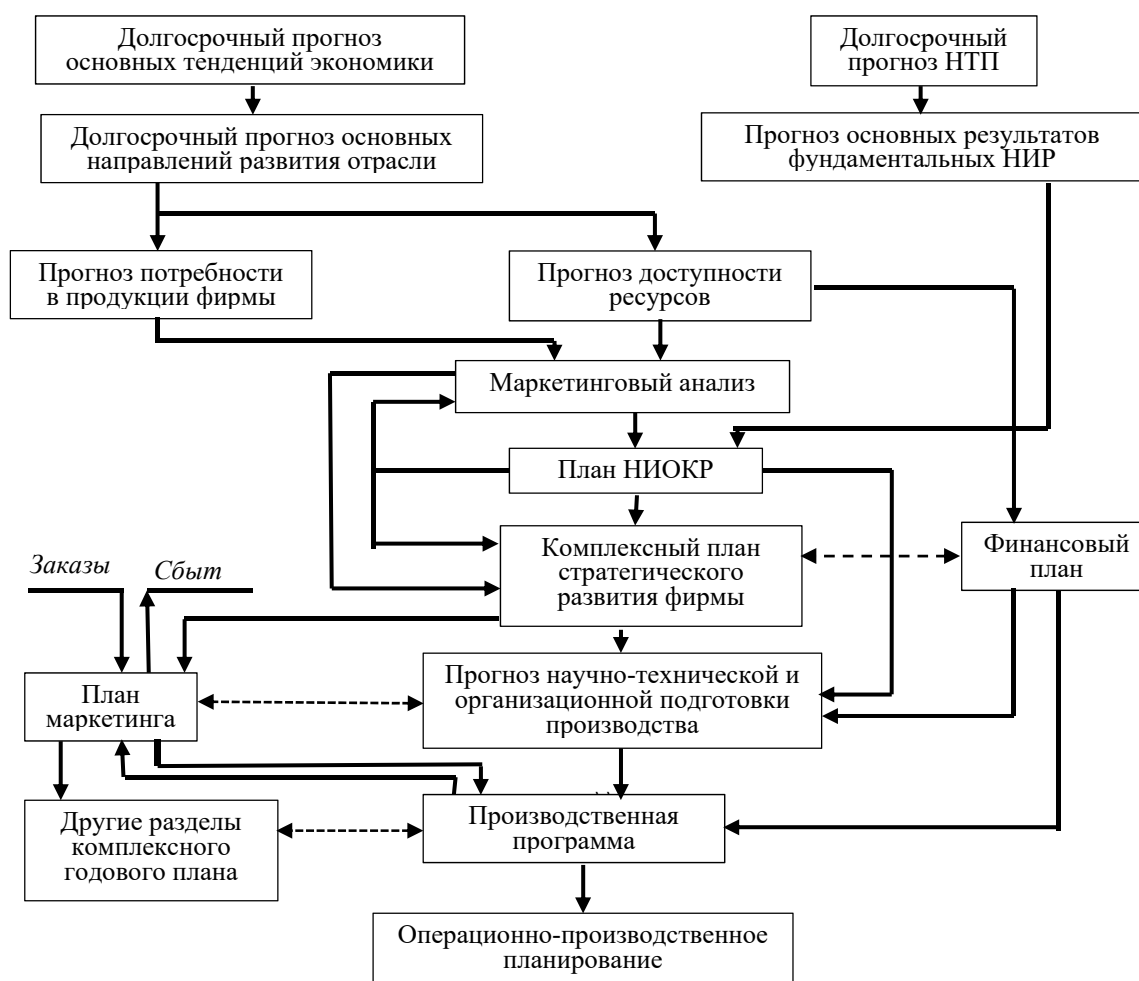 Долгосрочный прогноз
основных тенденций экономики
Долгосрочный
прогноз НТП
Долгосрочный прогноз основных
направлений развития отрасли
Прогноз основных результатов
фундаментальных НИР
Прогноз потребности
в продукции фирмы
Прогноз доступности
ресурсов
Маркетинговый анализ
План НИОКР
Комплексный план
стратегического
развития фирмы
Финансовый
план
Заказы
Сбыт
План
маркетинга
Прогноз научно-технической и
организационной подготовки
производства
Другие разделы
комплексного
годового плана
Производственная
программа
Операционно-производственное
планирование